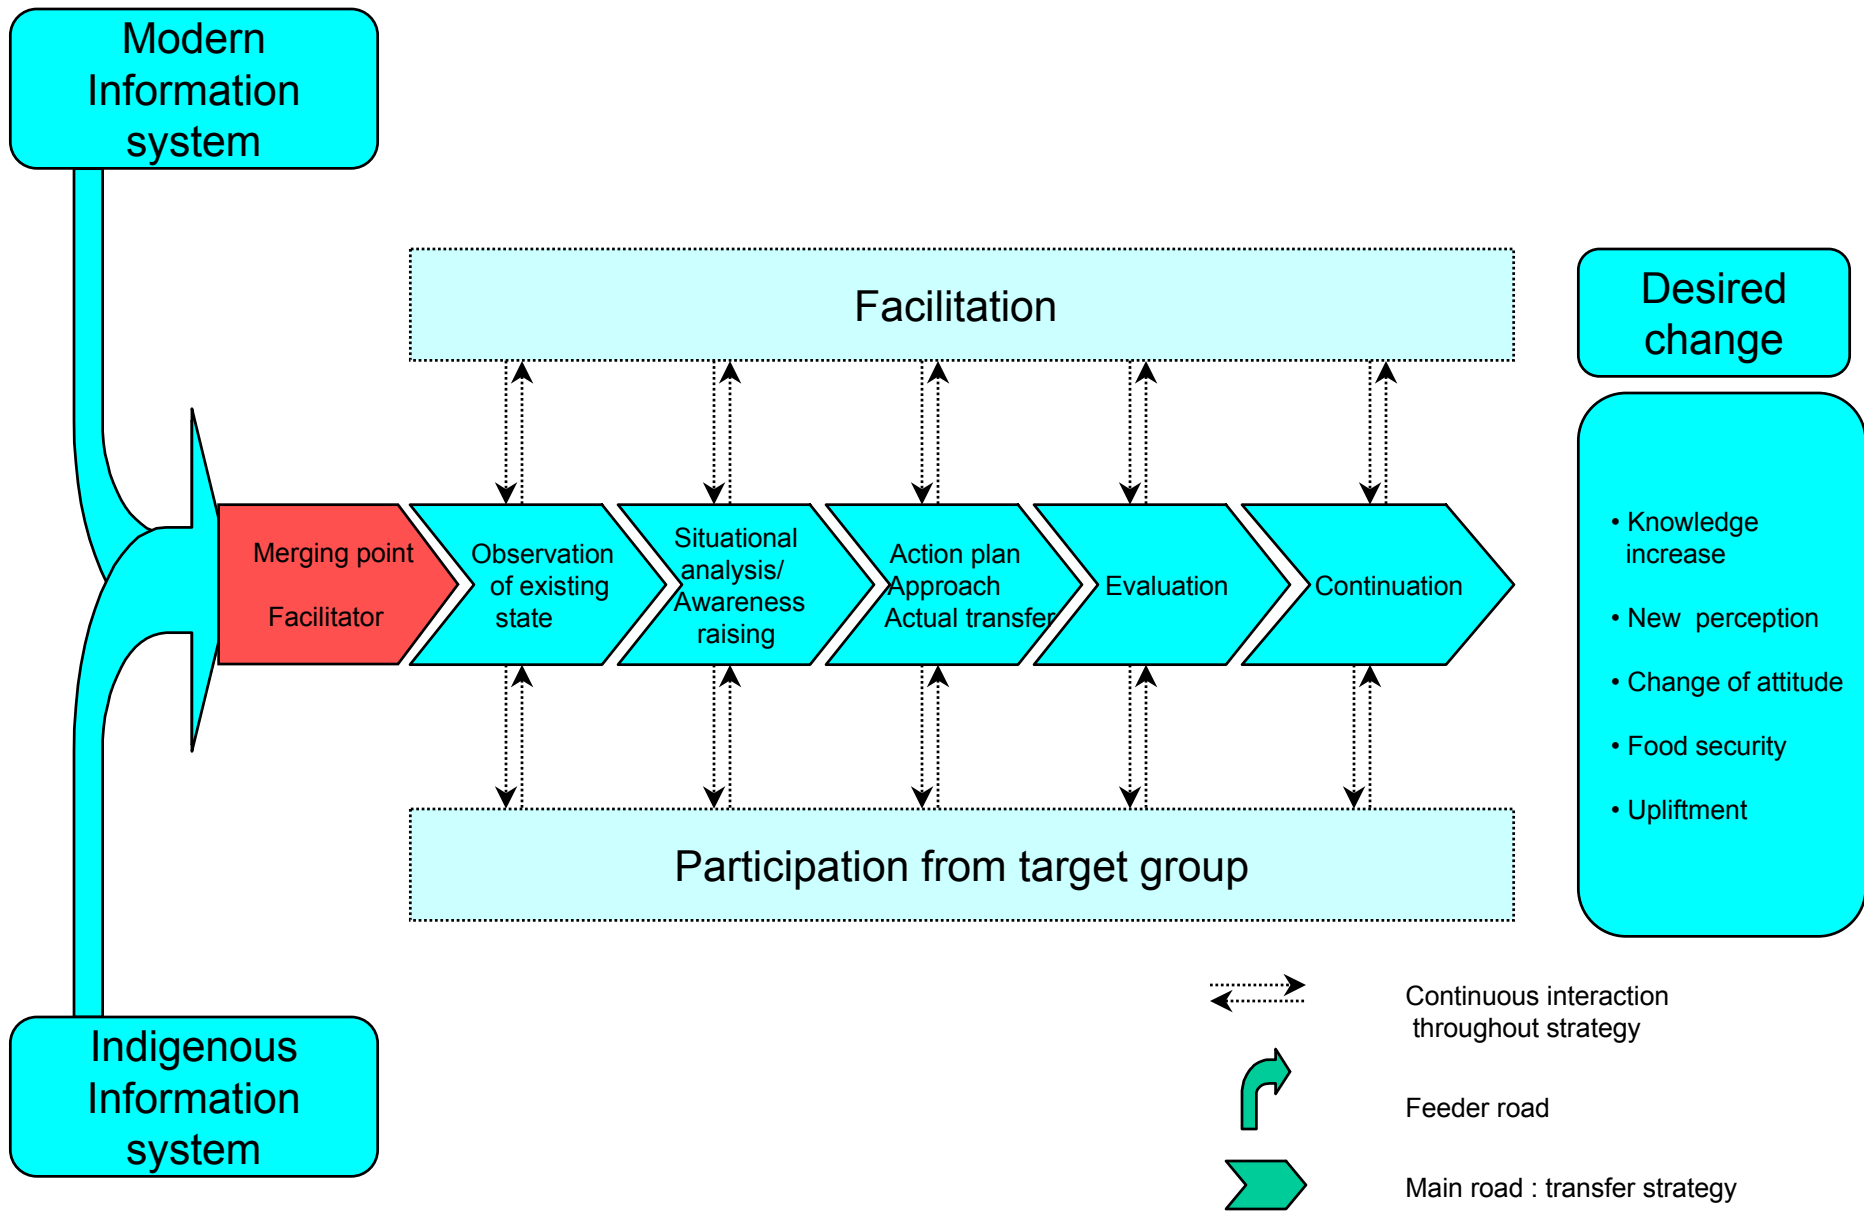 Modern
Information
system
Facilitation
Desired
change
Merging point
Facilitator
Observation
of existing
state
Situational
analysis/
Awareness
raising
Action plan
Approach
Actual transfer
Evaluation
Continuation
• Knowledge
increase
• New perception
• Change of attitude
• Food security
• Upliftment
Participation from target group
Indigenous
Information
system
Continuous interaction
throughout strategy
Feeder road
Main road : transfer strategy